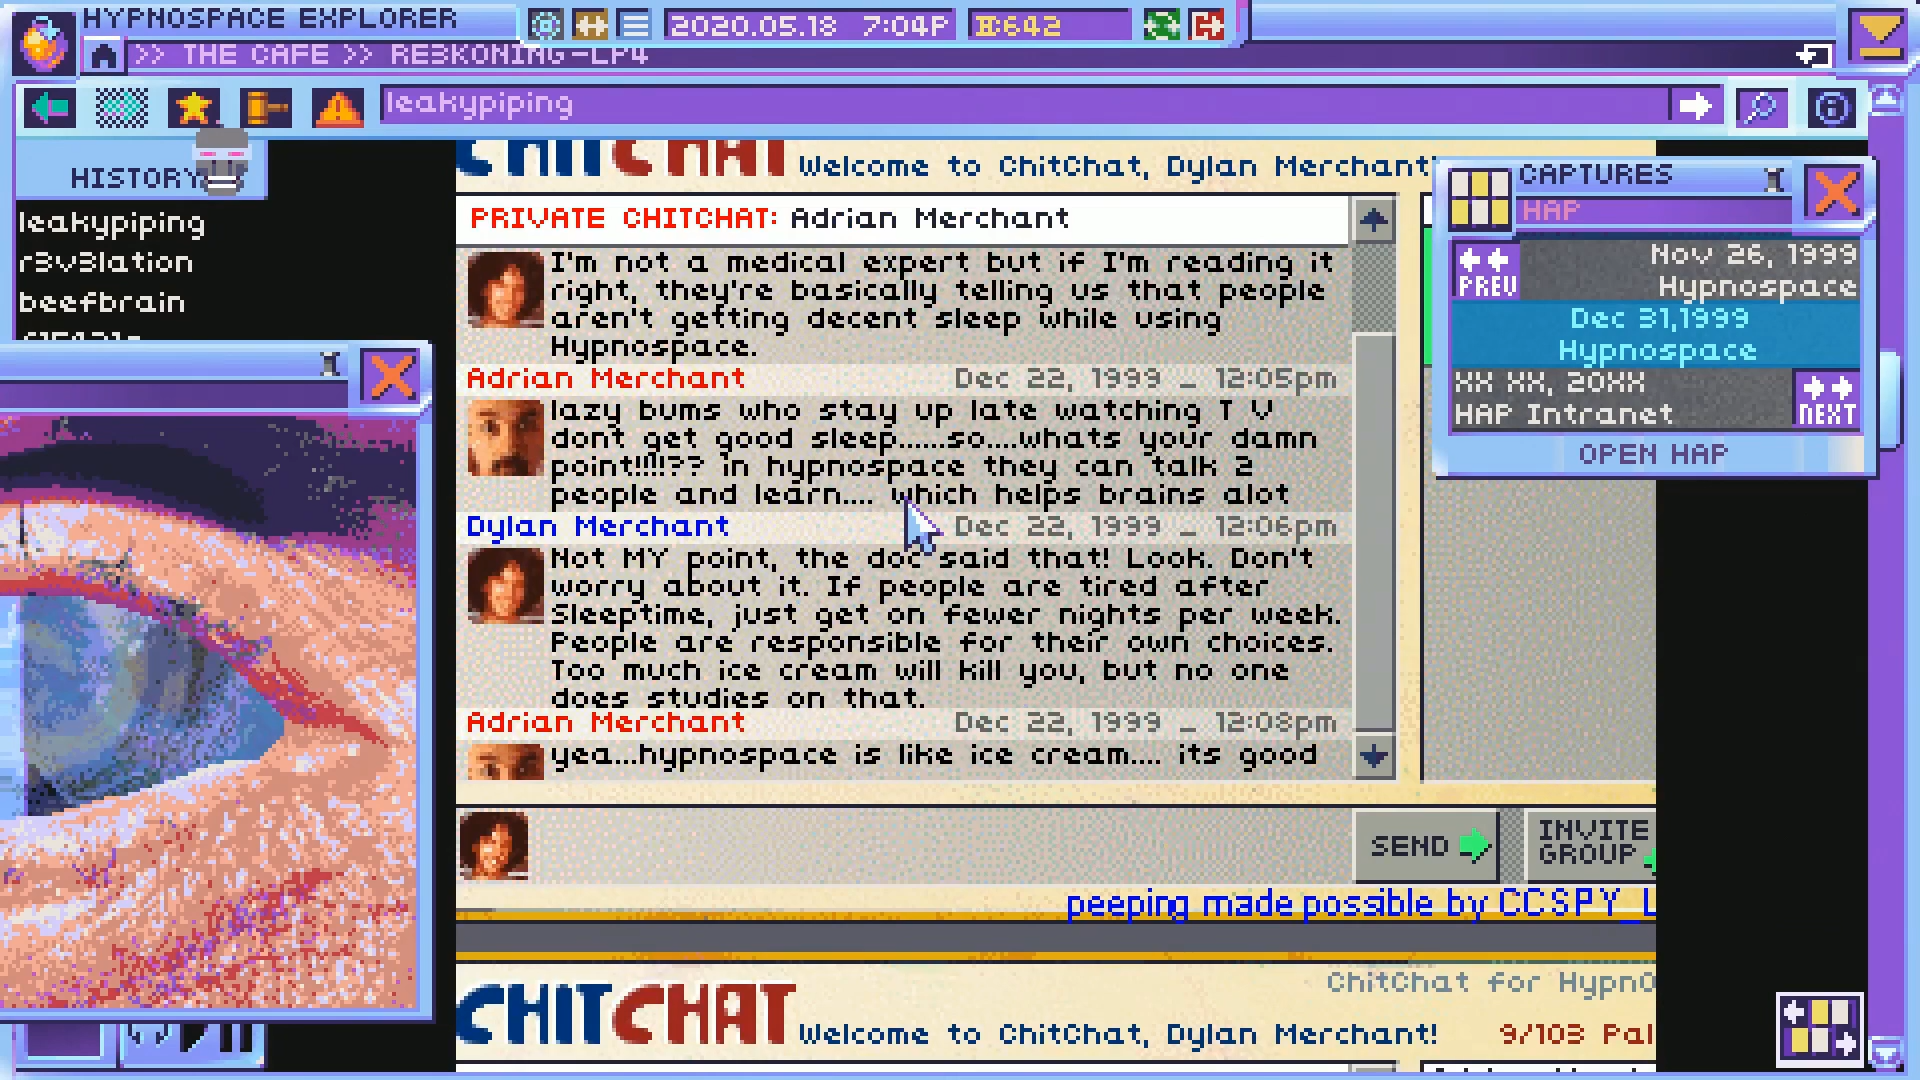 HYPNOSPACE EXPLORER
2020.05.18 7:04P
642
>> THE CAFE >> RE3KONING-LP4
leakypiping
HISTORY
leakypiping
r3v3lation
beefbrain
CHITCHAT Welcome to ChitChat, Dylan Merchant!
PRIVATE CHITCHAT: Adrian Merchant
I'm not a medical expert but if I'm reading it
right, they're basically telling us that people
aren't getting decent sleep while using
Hypnospace.
Adrian Merchant Dec 22, 1999 _ 12:05pm
lazy bums who stay up late watching T V
dont get good sleep......so....whats your damn
point!!!!?? in hypnospace they can talk 2
people and learn.... which helps brains alot
Dylan Merchant Dec 22, 1999 _ 12:06pm
Not MY point, the doc said that! Look. Don't
worry about it. If people are tired after
Sleeptime, just get on fewer nights per week.
People are responsible for their own choices.
Too much ice cream will kill you, but no one
does studies on that.
Adrian Merchant Dec 22, 1999 _ 12:08pm
yea...hypnospace is like ice cream.... its good
SEND
INVITE
GROUP
peeping made possible by CCSPY L
ChitChat for HypnO
CHITCHAT Welcome to ChitChat, Dylan Merchant!
9/103 Pal
CAPTURES
HAP
PREV
Nov 26, 1999
Hypnospace
Dec 31,1999
Hypnospace
XX XX, 20XX
HAP Intranet
NEXT
OPEN HAP